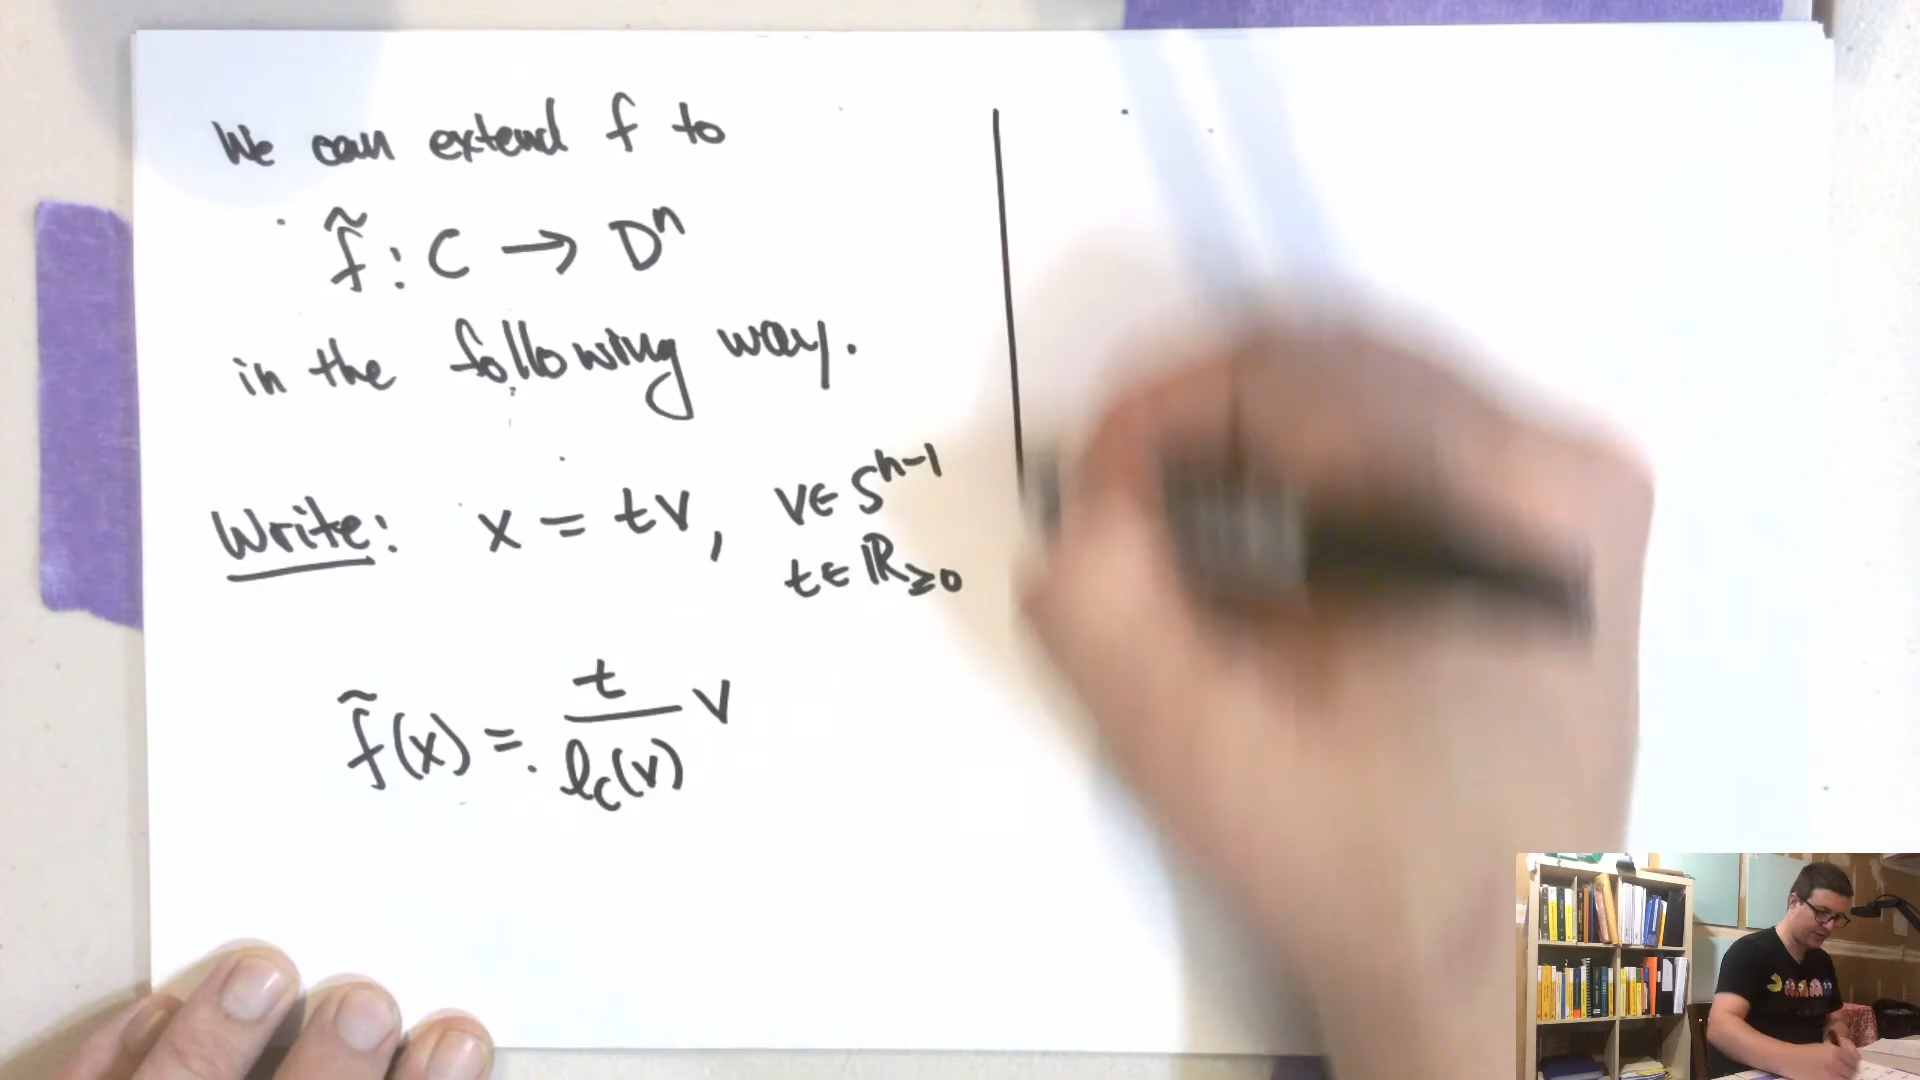 We can extend f to
f̃ : C → Dⁿ
in the following way.
Write: x = tv, v ∈ Sⁿ⁻¹
t ∈ ℝ≥0
f̃(x) = t/ℓ_C(v) v